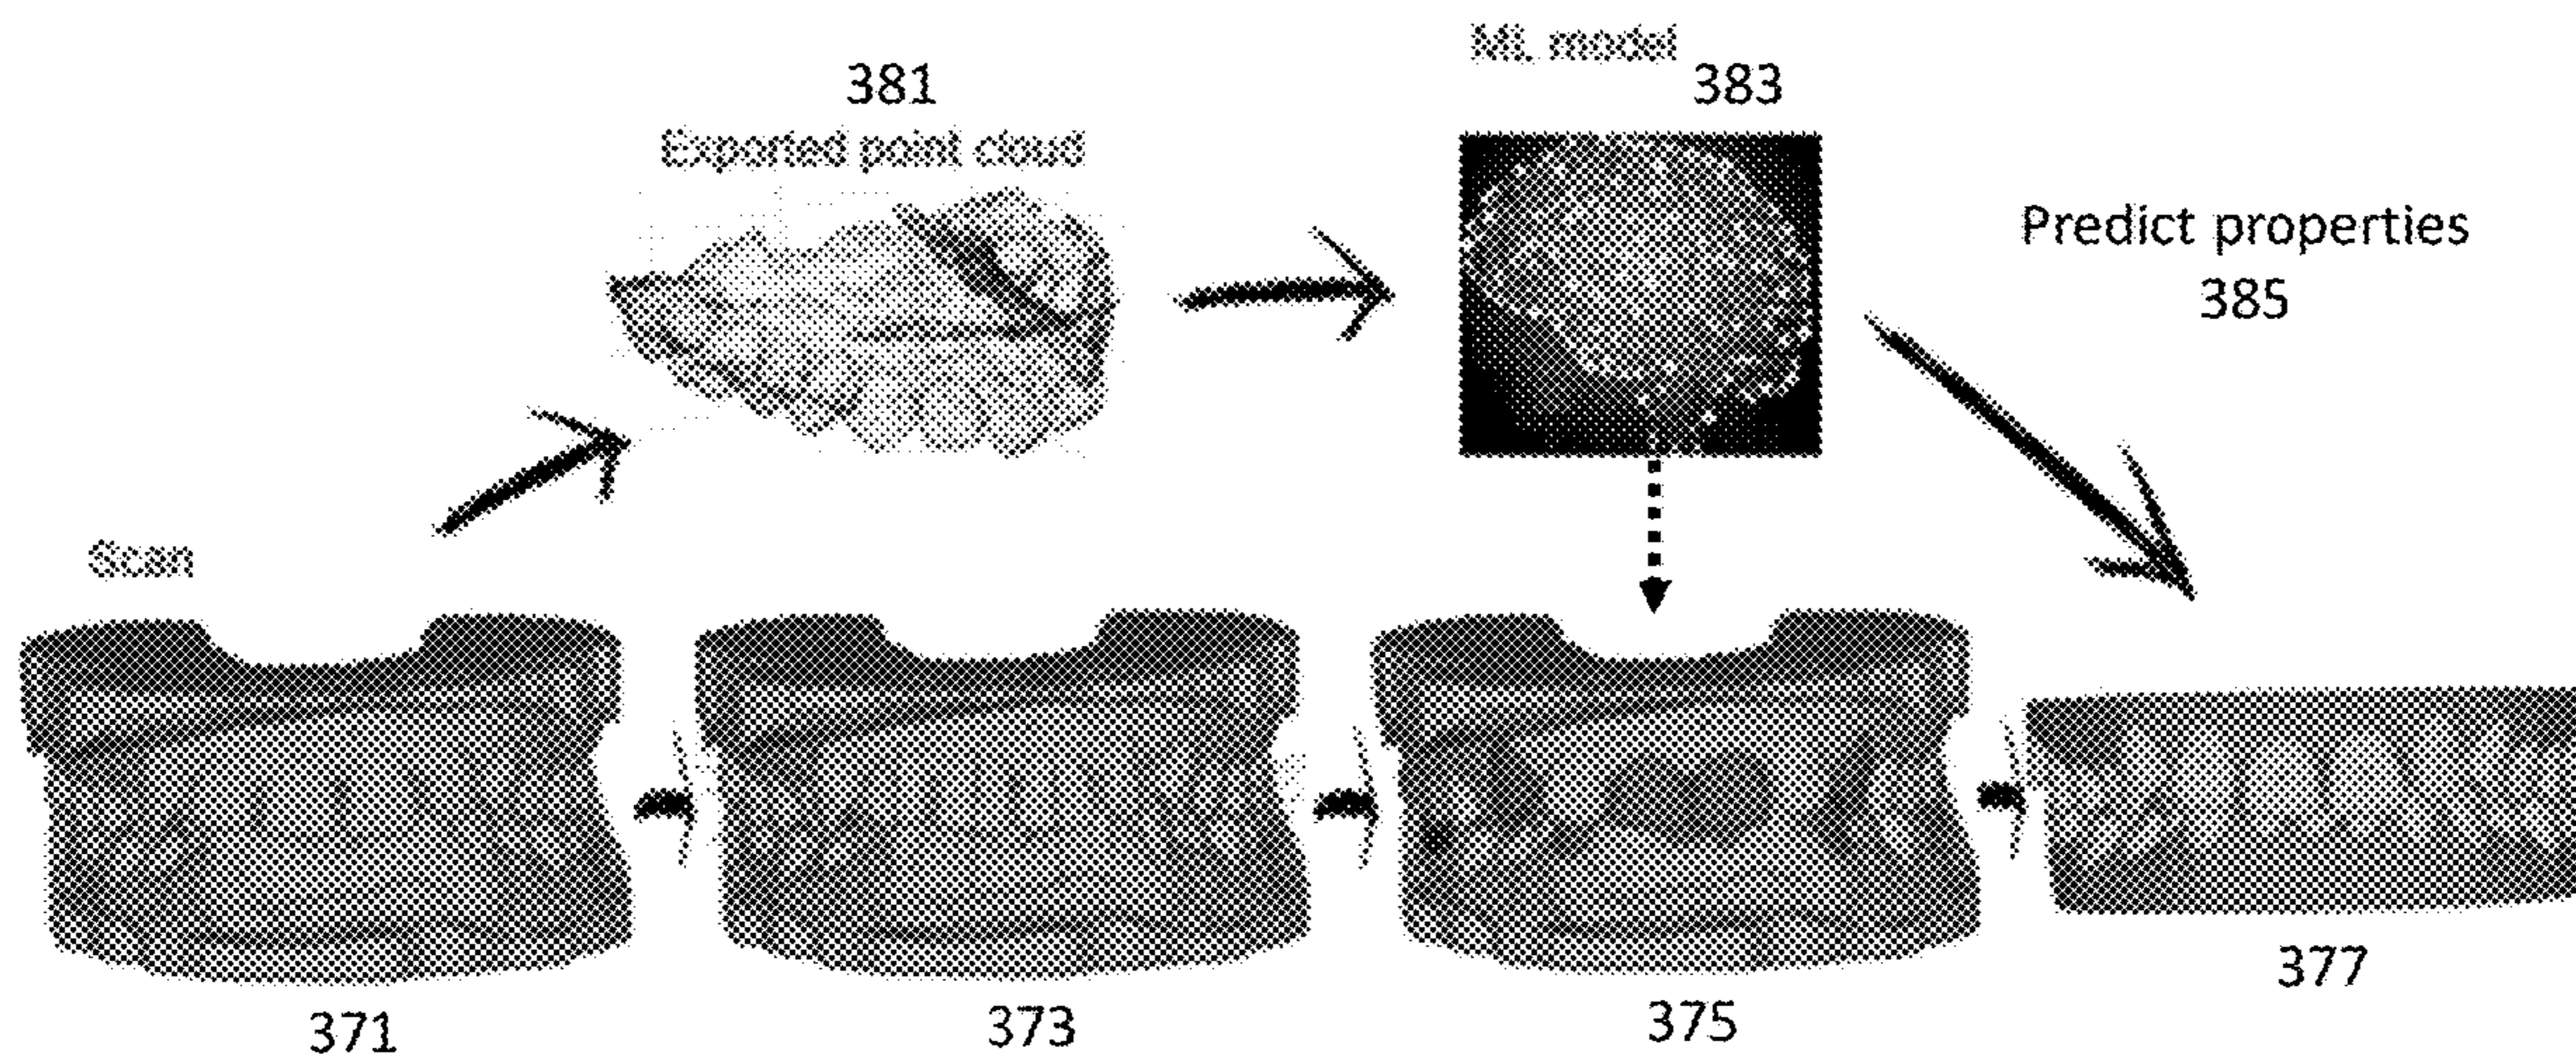 ML model
383
381
Exported point cloud
Predict properties
385
Scan
371
373
375
377